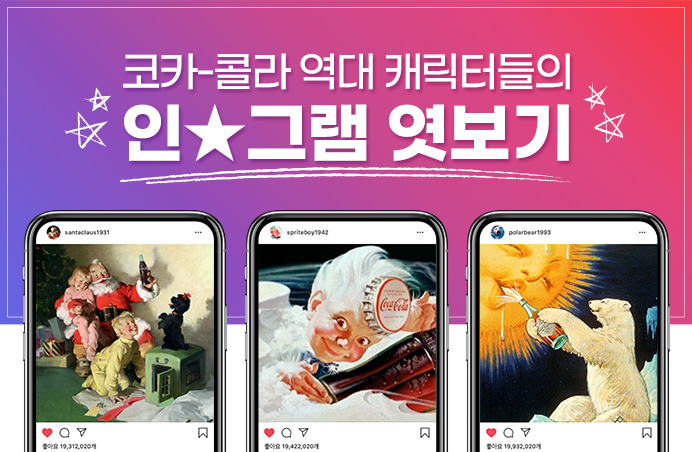 코카-콜라 역대 캐릭터들의
인★그램 엿보기
santaclaus1931
좋아요 19,312,020개
spriteboy1942
Coca-Cola
좋아요 19,422,020개
polarbear1993
좋아요 19,932,020개